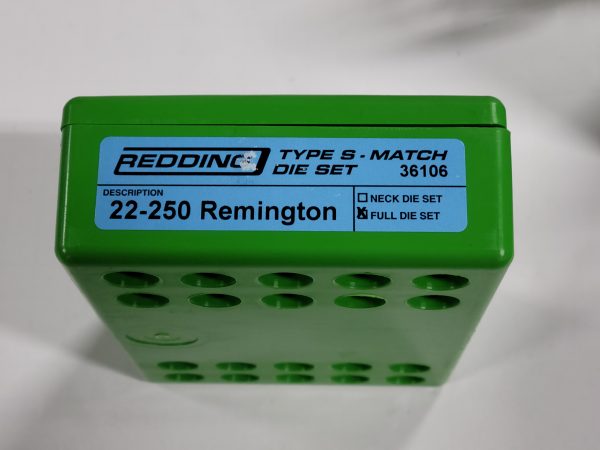 REDDING
TYPE S - MATCH
DIE SET 36106
DESCRIPTION
22-250 Remington
NECK DIE SET
FULL DIE SET